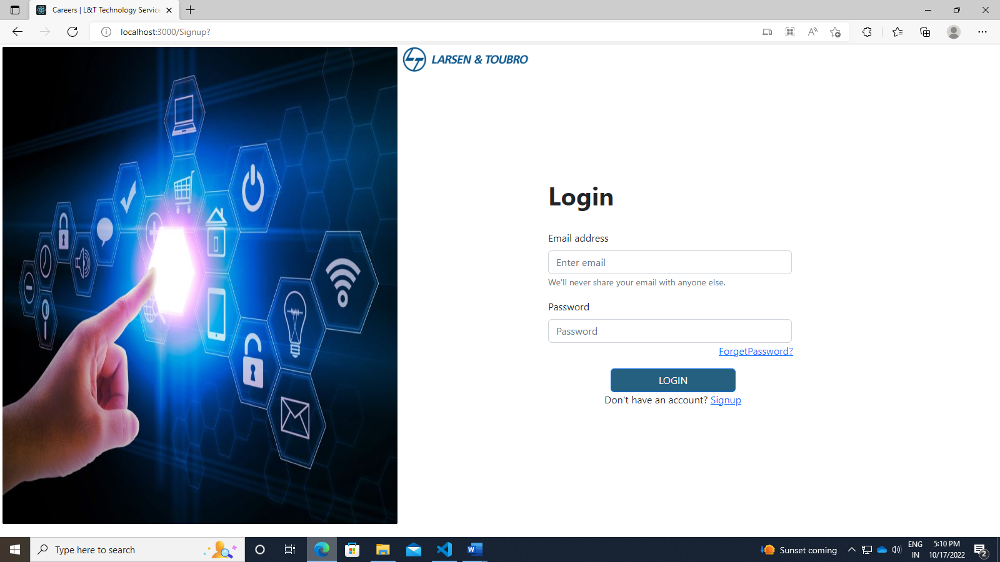 Careers | L&T Technology Service
localhost:3000/Signup?
LARSEN & TOUBRO
Login
Email address
Enter email
We'll never share your email with anyone else.
Password
Password
ForgetPassword?
LOGIN
Don't have an account? Signup
Type here to search
Sunset coming
ENG
IN
5:10 PM
10/17/2022
2